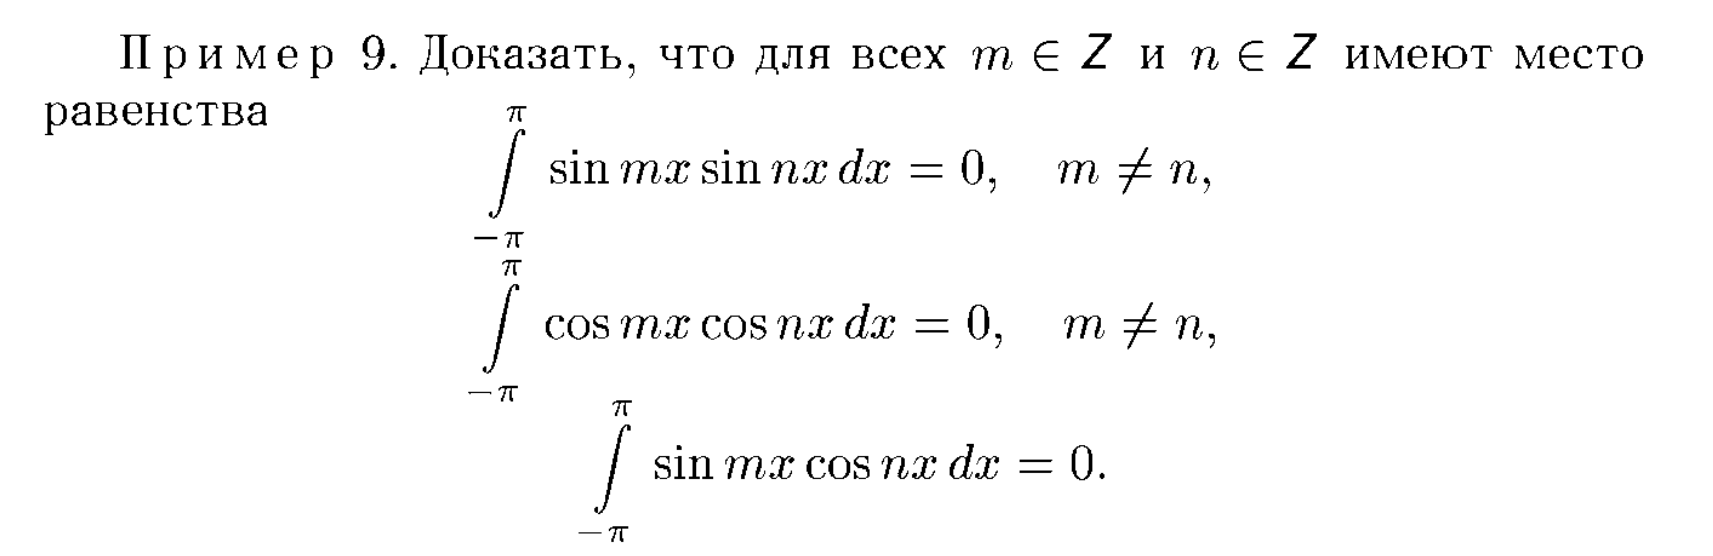 Пример 9. Доказать, что для всех m ∈ Z и n ∈ Z имеют место
равенства
∫_{−π}^{π} sin mx sin nx dx = 0, m ≠ n,
∫_{−π}^{π} cos mx cos nx dx = 0, m ≠ n,
∫_{−π}^{π} sin mx cos nx dx = 0.